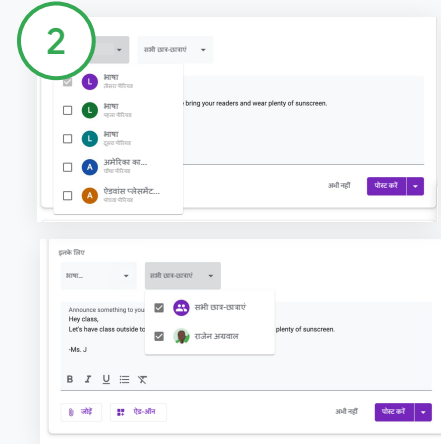 2
सभी छात्र-छात्राएं
L
भाषा
तीसरा पीरियड
L
भाषा
पहला पीरियड
bring your readers and wear plenty of sunscreen.
L
भाषा
दूसरा पीरियड
A
अमेरिका का...
चौथा पीरियड
A
ऐडवांस प्लेसमेंट...
पांचवा पीरियड
अभी नहीं
पोस्ट करें
इनके लिए
भाषा...
सभी छात्र-छात्राएं
सभी छात्र-छात्राएं
Announce something to you
Hey class,
Let's have class outside to
plenty of sunscreen.
राजेन अग्रवाल
-Ms. J
B I U
जोड़ें
ऐड-ऑन
अभी नहीं
पोस्ट करें